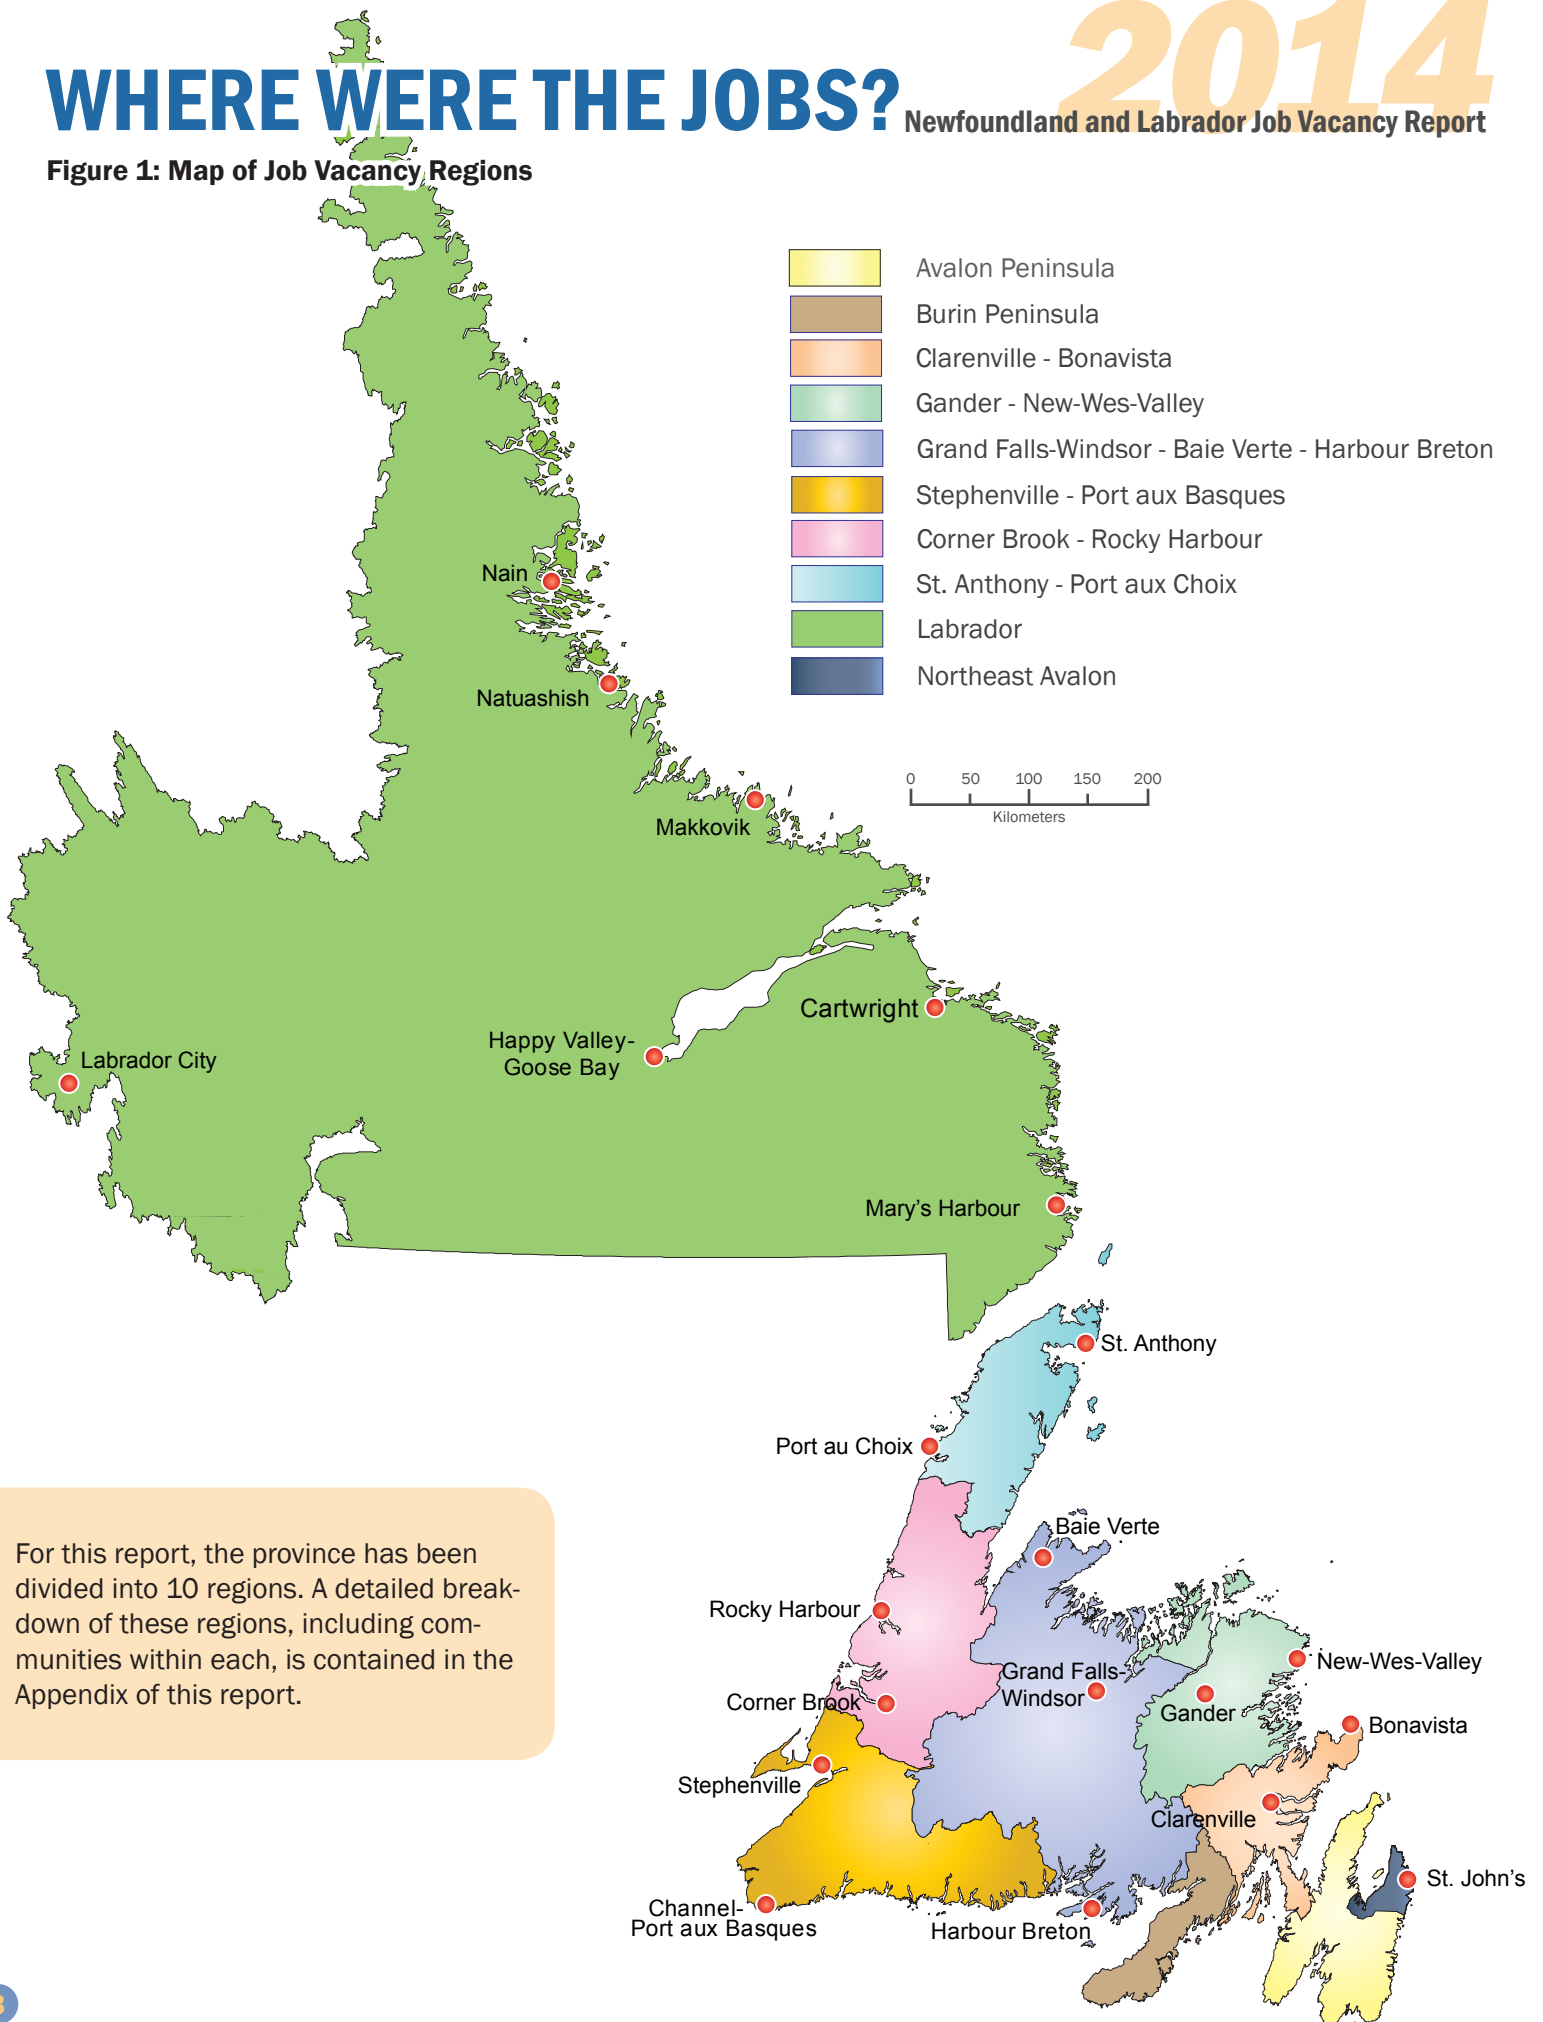 2014
WHERE WERE THE JOBS?
Newfoundland and Labrador Job Vacancy Report
Figure 1: Map of Job Vacancy Regions
Avalon Peninsula
Burin Peninsula
Clarenville - Bonavista
Gander - New-Wes-Valley
Grand Falls-Windsor - Baie Verte - Harbour Breton
Stephenville - Port aux Basques
Corner Brook - Rocky Harbour
St. Anthony - Port aux Choix
Labrador
Northeast Avalon
0 50 100 150 200
Kilometers
Nain
Natuashish
Makkovik
Cartwright
Happy Valley-
Goose Bay
Labrador City
Mary's Harbour
St. Anthony
Port au Choix
Baie Verte
Rocky Harbour
Grand Falls-
Windsor
New-Wes-Valley
Corner Brook
Gander
Bonavista
Stephenville
Clarenville
St. John's
Channel-
Port aux Basques
Harbour Breton
For this report, the province has been
divided into 10 regions. A detailed break-
down of these regions, including com-
munities within each, is contained in the
Appendix of this report.